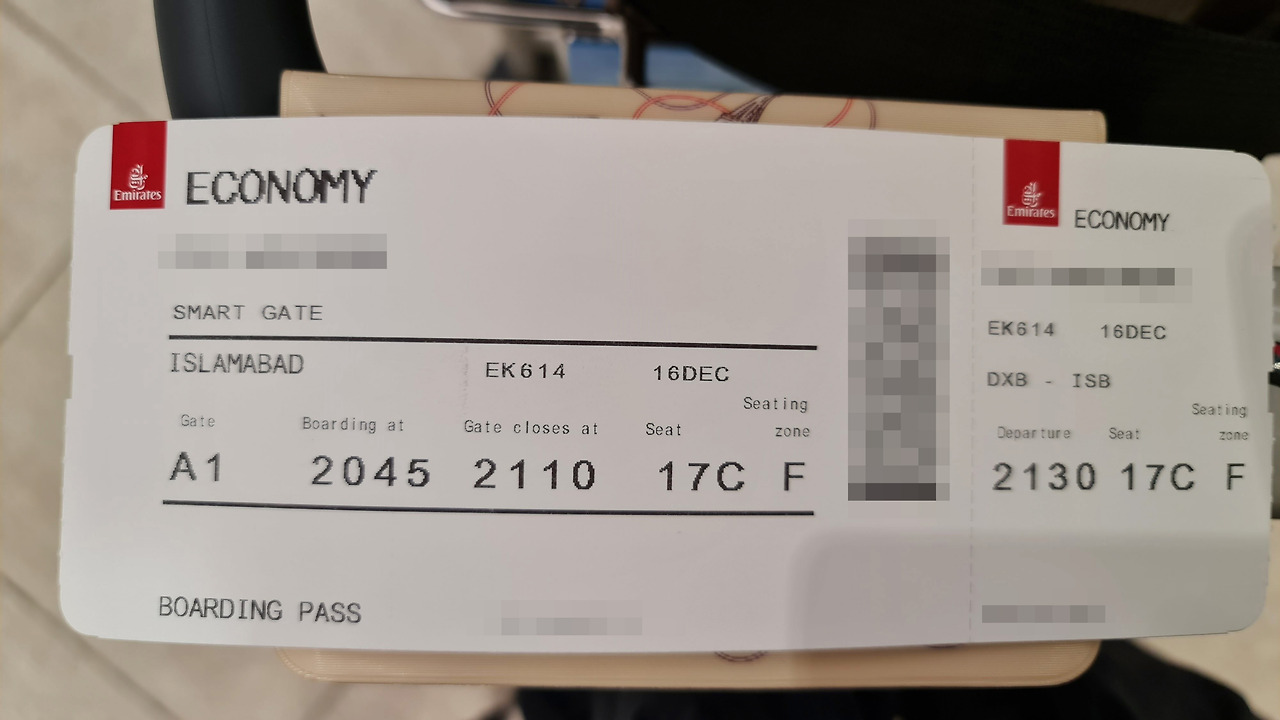 Emirates ECONOMY
SMART GATE
ISLAMABAD EK614 16DEC
Gate Boarding at Gate closes at Seat Seating zone
A1 2045 2110 17C F
BOARDING PASS
Emirates ECONOMY
EK614 16DEC
DXB - ISB
Departure Seat Seating zone
2130 17C F